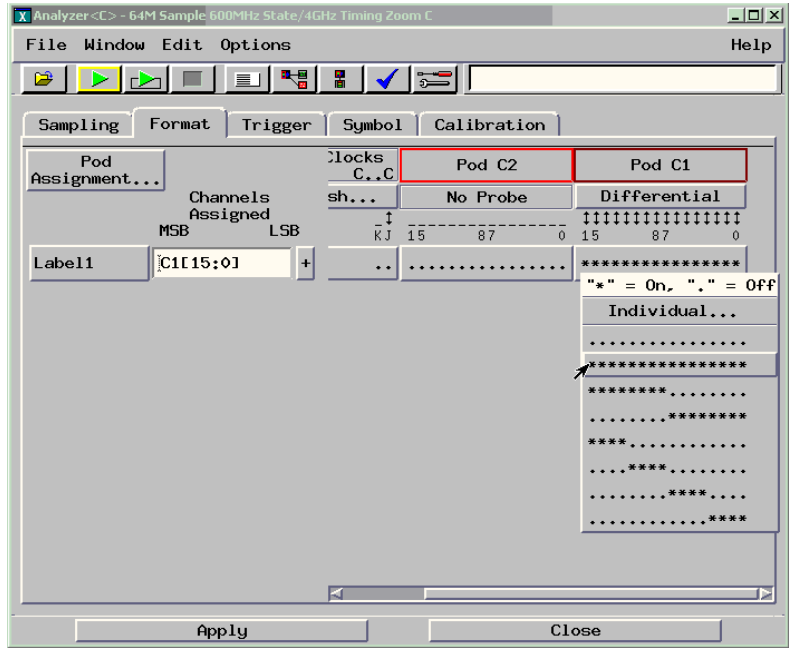 Analyzer<C> - 64M Sample 600MHz State/4GHz Timing Zoom C
File Window Edit Options Help
Sampling Format Trigger Symbol Calibration
Pod Assignment...
Channels Assigned
MSB LSB
Clocks C..C
sh...
KJ
Pod C2
No Probe
15 87 0
Pod C1
Differential
15 87 0
Label1 C1[15:0] + .. ................ ****************
"*" = On, "." = Off
Individual...
................
****************
********........
........********
****............
....****........
........****....
............****
Apply Close